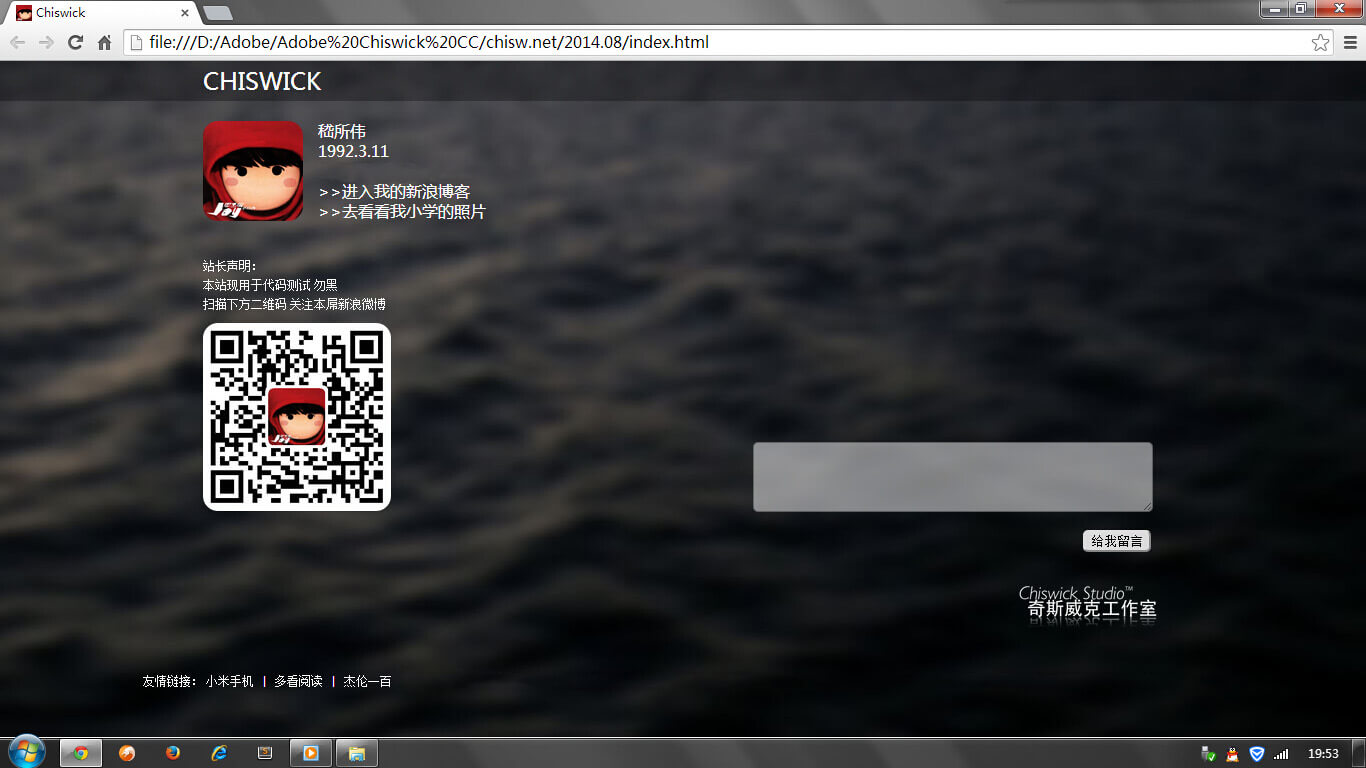 Chiswick
file:///D:/Adobe/Adobe%20Chiswick%20CC/chisw.net/2014.08/index.html
CHISWICK
嵇所伟
1992.3.11
>>进入我的新浪博客
>>去看看我小学的照片
Jay
站长声明：
本站现用于代码测试 勿黑
扫描下方二维码 关注本屌新浪微博
Jay
给我留言
Chiswick Studio™
奇斯威克工作室
友情链接： 小米手机 | 多看阅读 | 杰伦一百
19:53